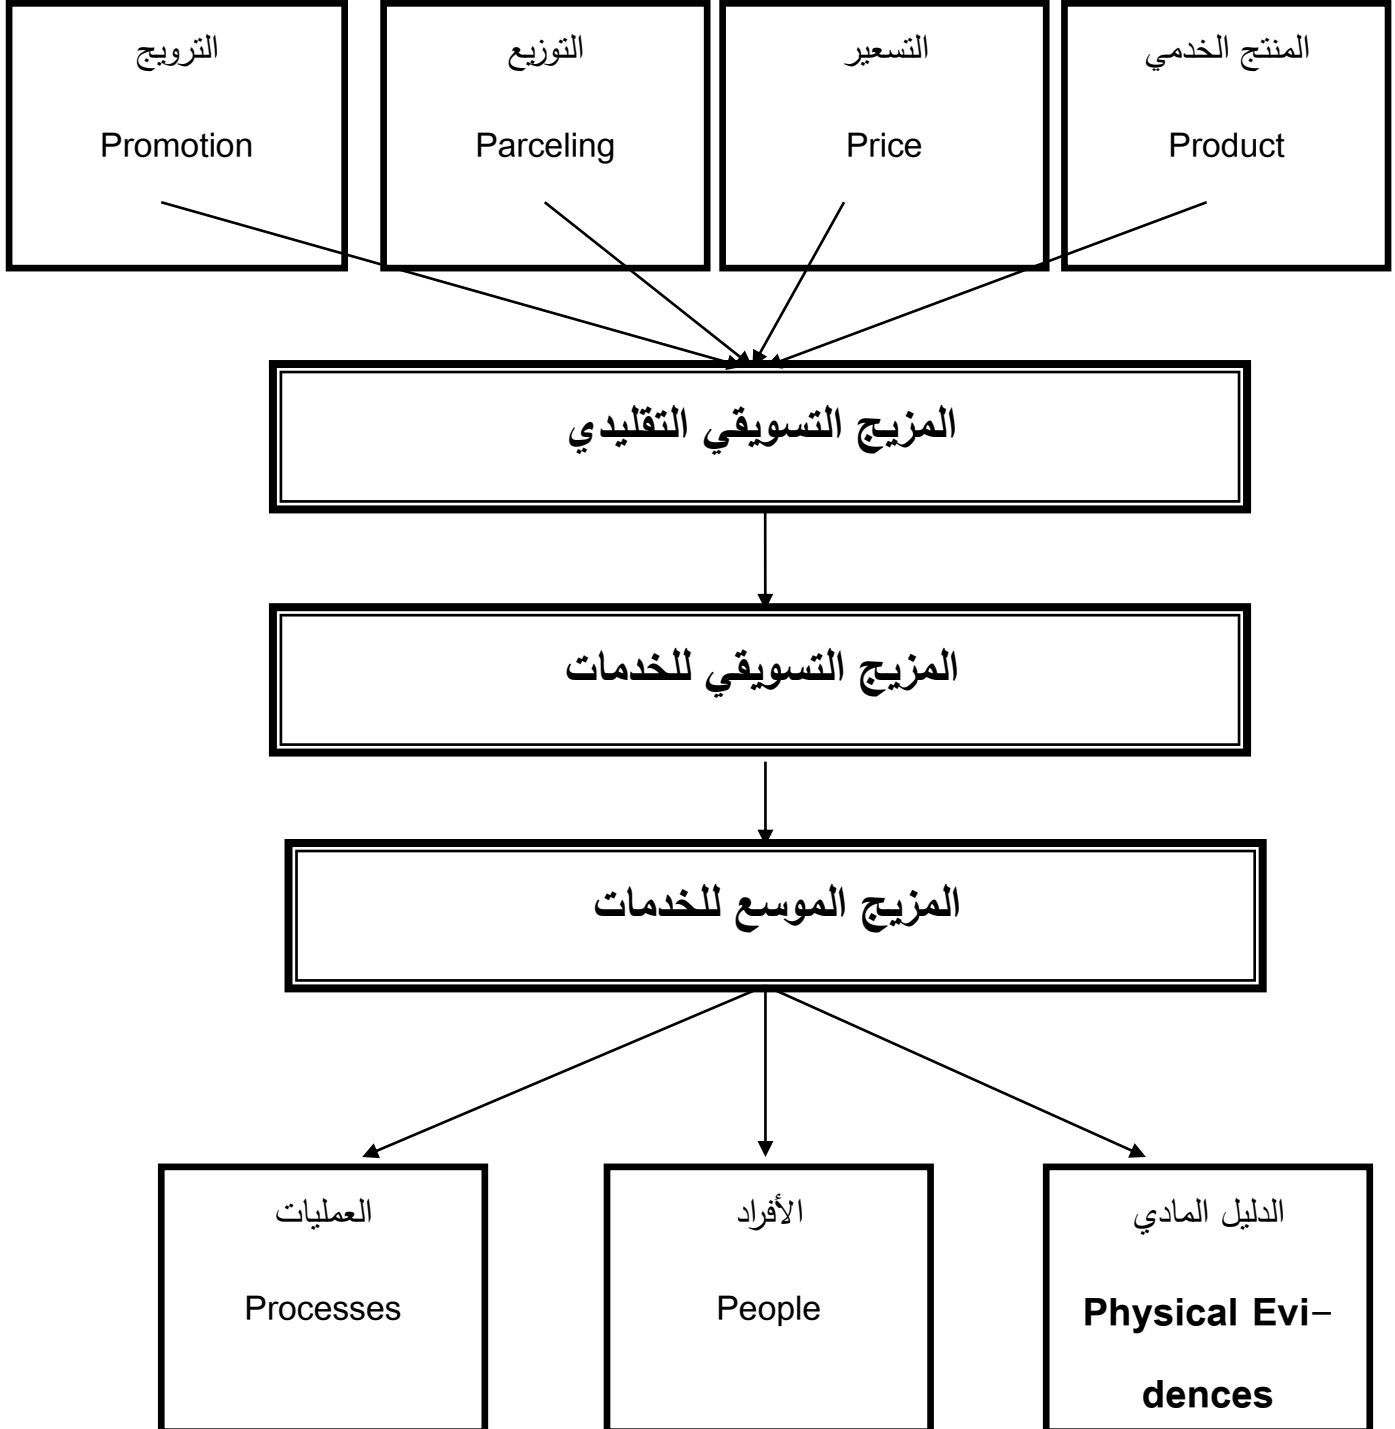 المنتج الخدمي
Product
التسعير
Price
التوزيع
Parceling
الترويج
Promotion
المزيج التسويقي التقليدي
المزيج التسويقي للخدمات
المزيج الموسع للخدمات
الدليل المادي
Physical Evi-
dences
الأفراد
People
العمليات
Processes